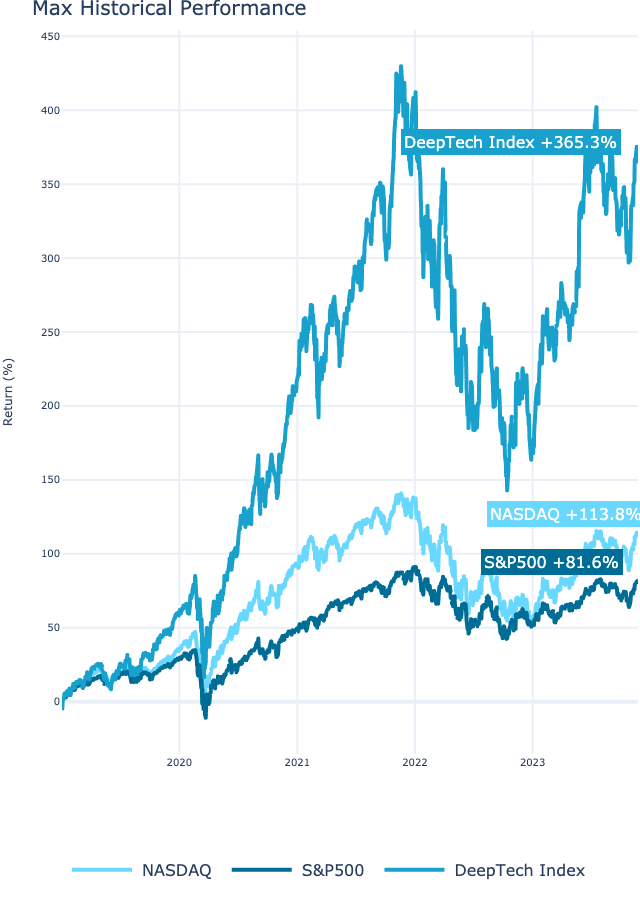 Max Historical Performance
450
400
DeepTech Index +365.3%
350
300
250
Return (%)
200
150
NASDAQ +113.8%
100
S&P500 +81.6%
50
0
2020 2021 2022 2023
NASDAQ S&P500 DeepTech Index